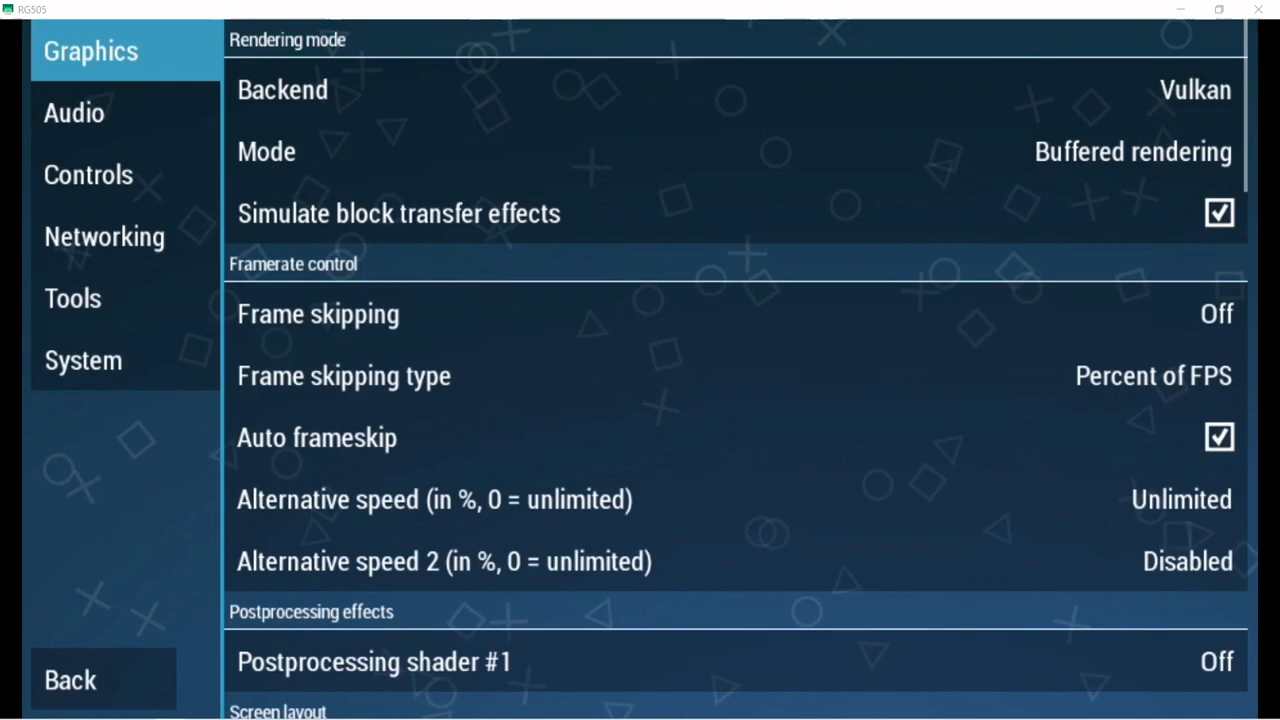 RG505
Graphics
Audio
Controls
Networking
Tools
System
Back
Rendering mode
Backend Vulkan
Mode Buffered rendering
Simulate block transfer effects
Framerate control
Frame skipping Off
Frame skipping type Percent of FPS
Auto frameskip
Alternative speed (in %, 0 = unlimited) Unlimited
Alternative speed 2 (in %, 0 = unlimited) Disabled
Postprocessing effects
Postprocessing shader #1 Off
Screen layout